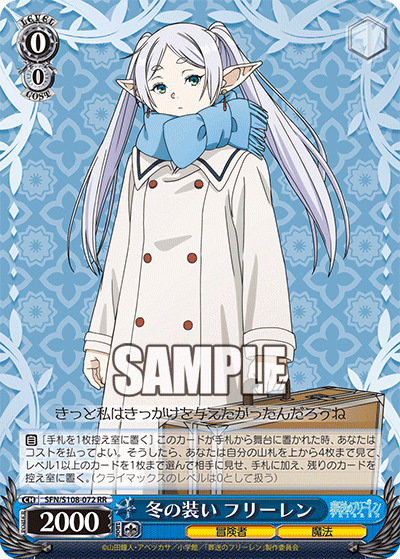 LEVEL
0
0
COST
SAMPLE
きっと私はきっかけを与えたかったんだろうね
自 [手札を1枚控え室に置く] このカードが手札から舞台に置かれた時、あなたは
コストを払ってよい。そうしたら、あなたは自分の山札を上から4枚まで見て
レベル1以上のカードを1枚まで選んで相手に見せ、手札に加え、残りのカード
を控え室に置く。(クライマックスのレベルは0として扱う)
CH SFN/S108-072 RR
2000
冬の装い フリーレン
葬送のフリーレン
冒険者
魔法
©山田鐘人・アベツカサ/小学館/「葬送のフリーレン」製作委員会